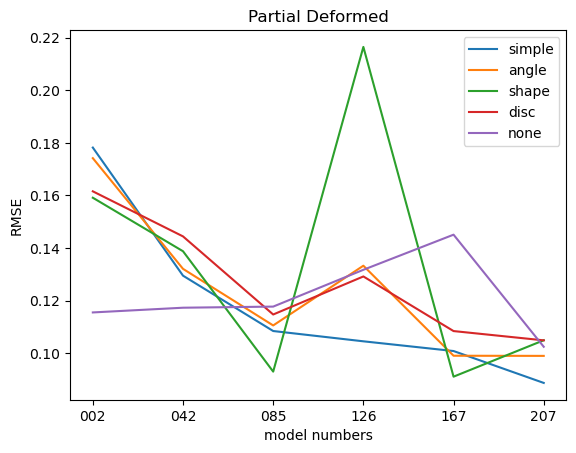 Partial Deformed
simple
angle
shape
disc
none
RMSE
0.22
0.20
0.18
0.16
0.14
0.12
0.10
002 042 085 126 167 207
model numbers